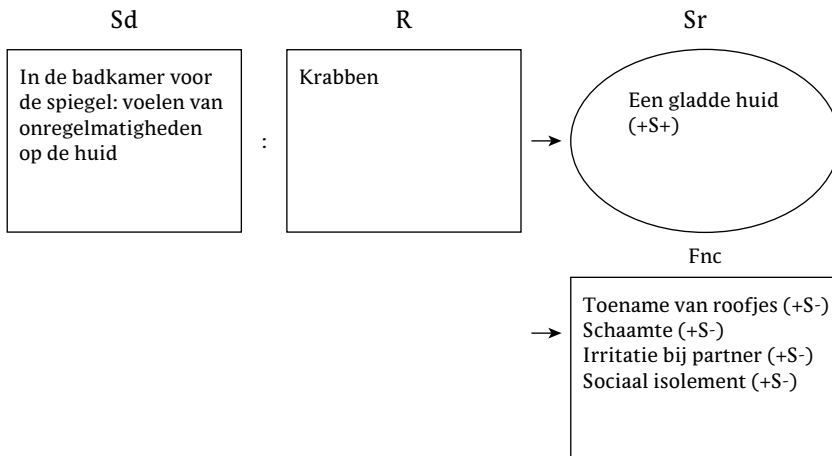 Sd
R
Sr
In de badkamer voor
de spiegel: voelen van
onregelmatigheden
op de huid
:
Krabben
Een gladde huid
(+S+)
Fnc
Toename van roofjes (+S-)
Schaamte (+S-)
Irritatie bij partner (+S-)
Sociaal isolement (+S-)